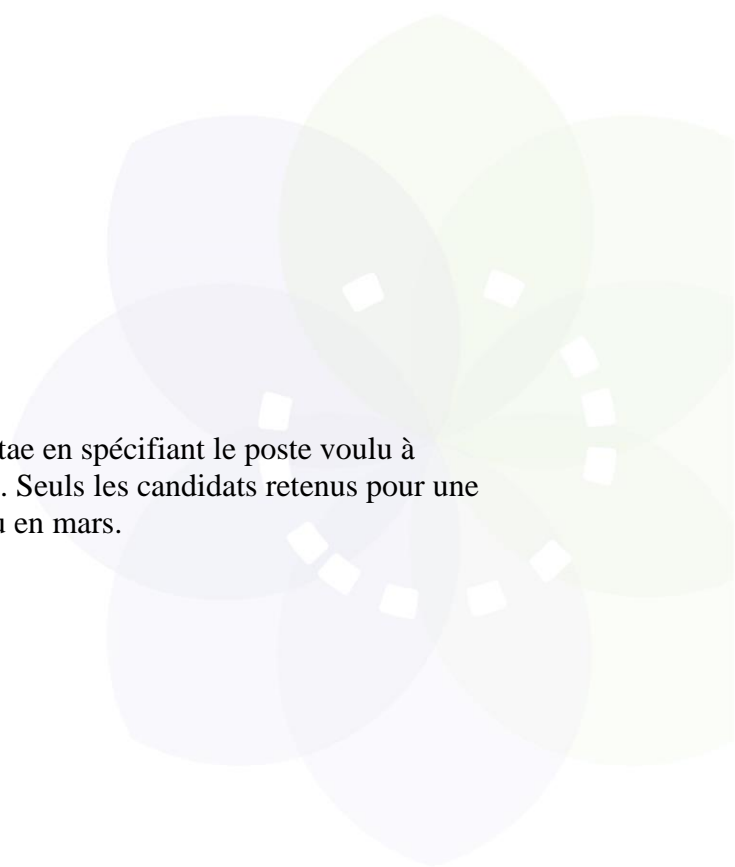 tae en spécifiant le poste voulu à
. Seuls les candidats retenus pour une
en mars.